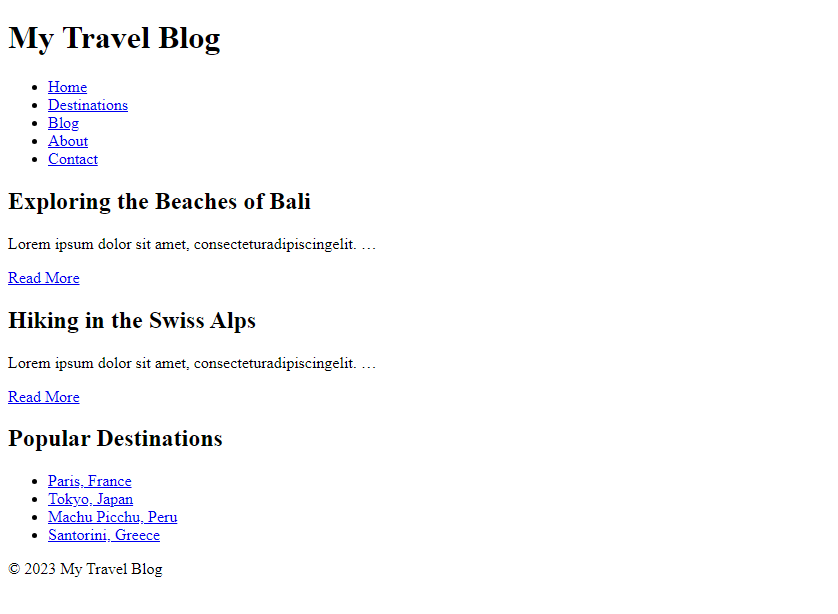 My Travel Blog
Home
Destinations
Blog
About
Contact
Exploring the Beaches of Bali
Lorem ipsum dolor sit amet, consecteturadipiscingelit. …
Read More
Hiking in the Swiss Alps
Lorem ipsum dolor sit amet, consecteturadipiscingelit. …
Read More
Popular Destinations
Paris, France
Tokyo, Japan
Machu Picchu, Peru
Santorini, Greece
© 2023 My Travel Blog